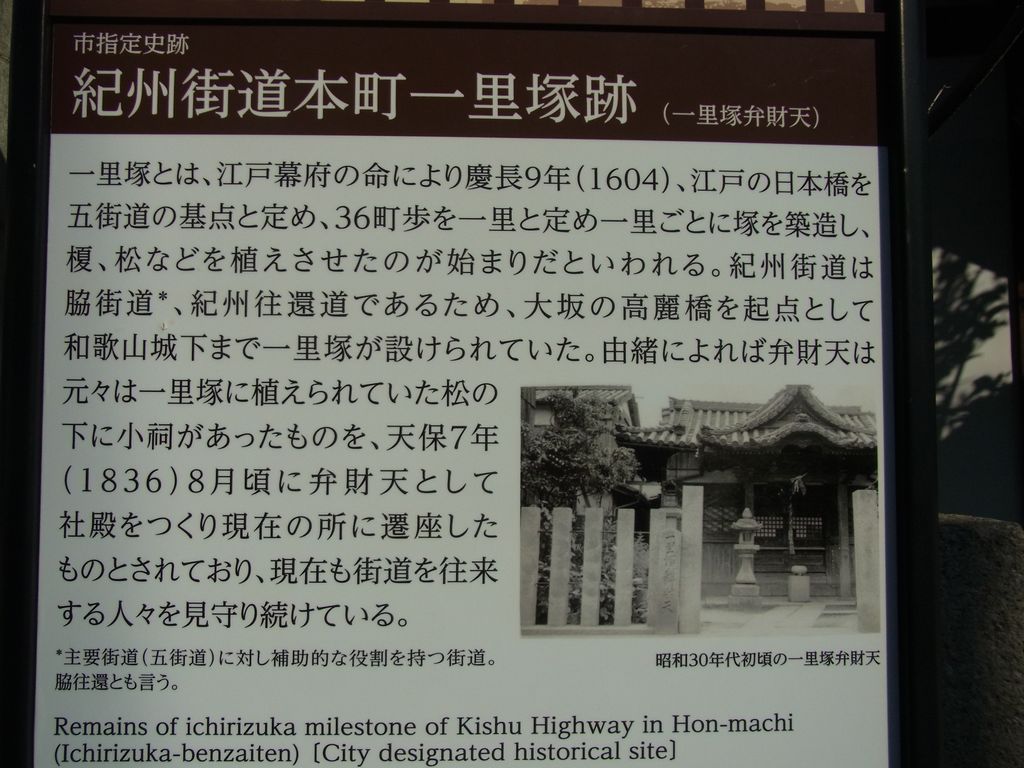 市指定史跡
紀州街道本町一里塚跡 (一里塚弁財天)
一里塚とは、江戸幕府の命により慶長9年(1604)、江戸の日本橋を
五街道の基点と定め、36町歩を一里と定め一里ごとに塚を築造し、
榎、松などを植えさせたのが始まりだといわれる。紀州街道は
脇街道*、紀州往還道であるため、大坂の高麗橋を起点として
和歌山城下まで一里塚が設けられていた。由緒によれば弁財天は
元々は一里塚に植えられていた松の
下に小祠があったものを、天保7年
(1836)8月頃に弁財天として
社殿をつくり現在の所に遷座した
ものとされており、現在も街道を往来
する人々を見守り続けている。
*主要街道(五街道)に対し補助的な役割を持つ街道。
脇往還とも言う。
昭和30年代初頃の一里塚弁財天
Remains of ichirizuka milestone of Kishu Highway in Hon-machi
(Ichirizuka-benzaiten) [City designated historical site]